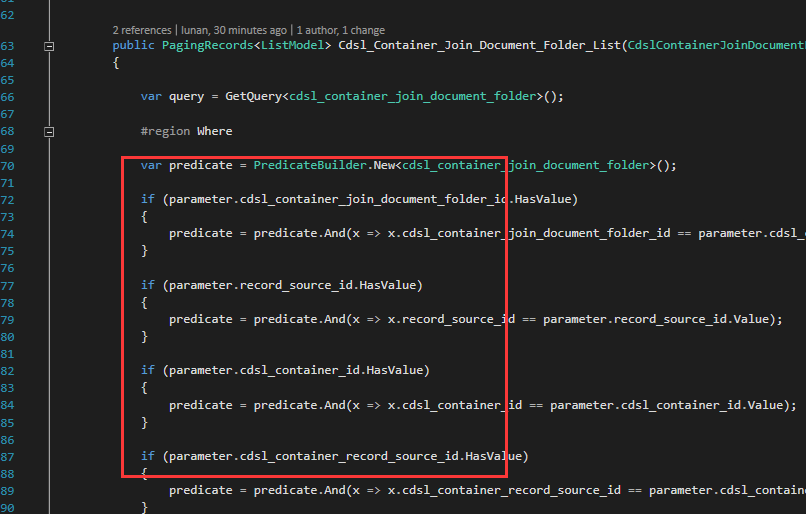 62
2 references | lunan, 30 minutes ago | 1 author, 1 change
63 public PagingRecords<ListModel> Cdsl_Container_Join_Document_Folder_List(CdslContainerJoinDocument
64 {
65
66 var query = GetQuery<cdsl_container_join_document_folder>();
67
68 #region Where
69
70 var predicate = PredicateBuilder.New<cdsl_container_join_document_folder>();
71
72 if (parameter.cdsl_container_join_document_folder_id.HasValue)
73 {
74 predicate = predicate.And(x => x.cdsl_container_join_document_folder_id == parameter.cdsl_
75 }
76
77 if (parameter.record_source_id.HasValue)
78 {
79 predicate = predicate.And(x => x.record_source_id == parameter.record_source_id.Value);
80 }
81
82 if (parameter.cdsl_container_id.HasValue)
83 {
84 predicate = predicate.And(x => x.cdsl_container_id == parameter.cdsl_container_id.Value);
85 }
86
87 if (parameter.cdsl_container_record_source_id.HasValue)
88 {
89 predicate = predicate.And(x => x.cdsl_container_record_source_id == parameter.cdsl_contain
90 }